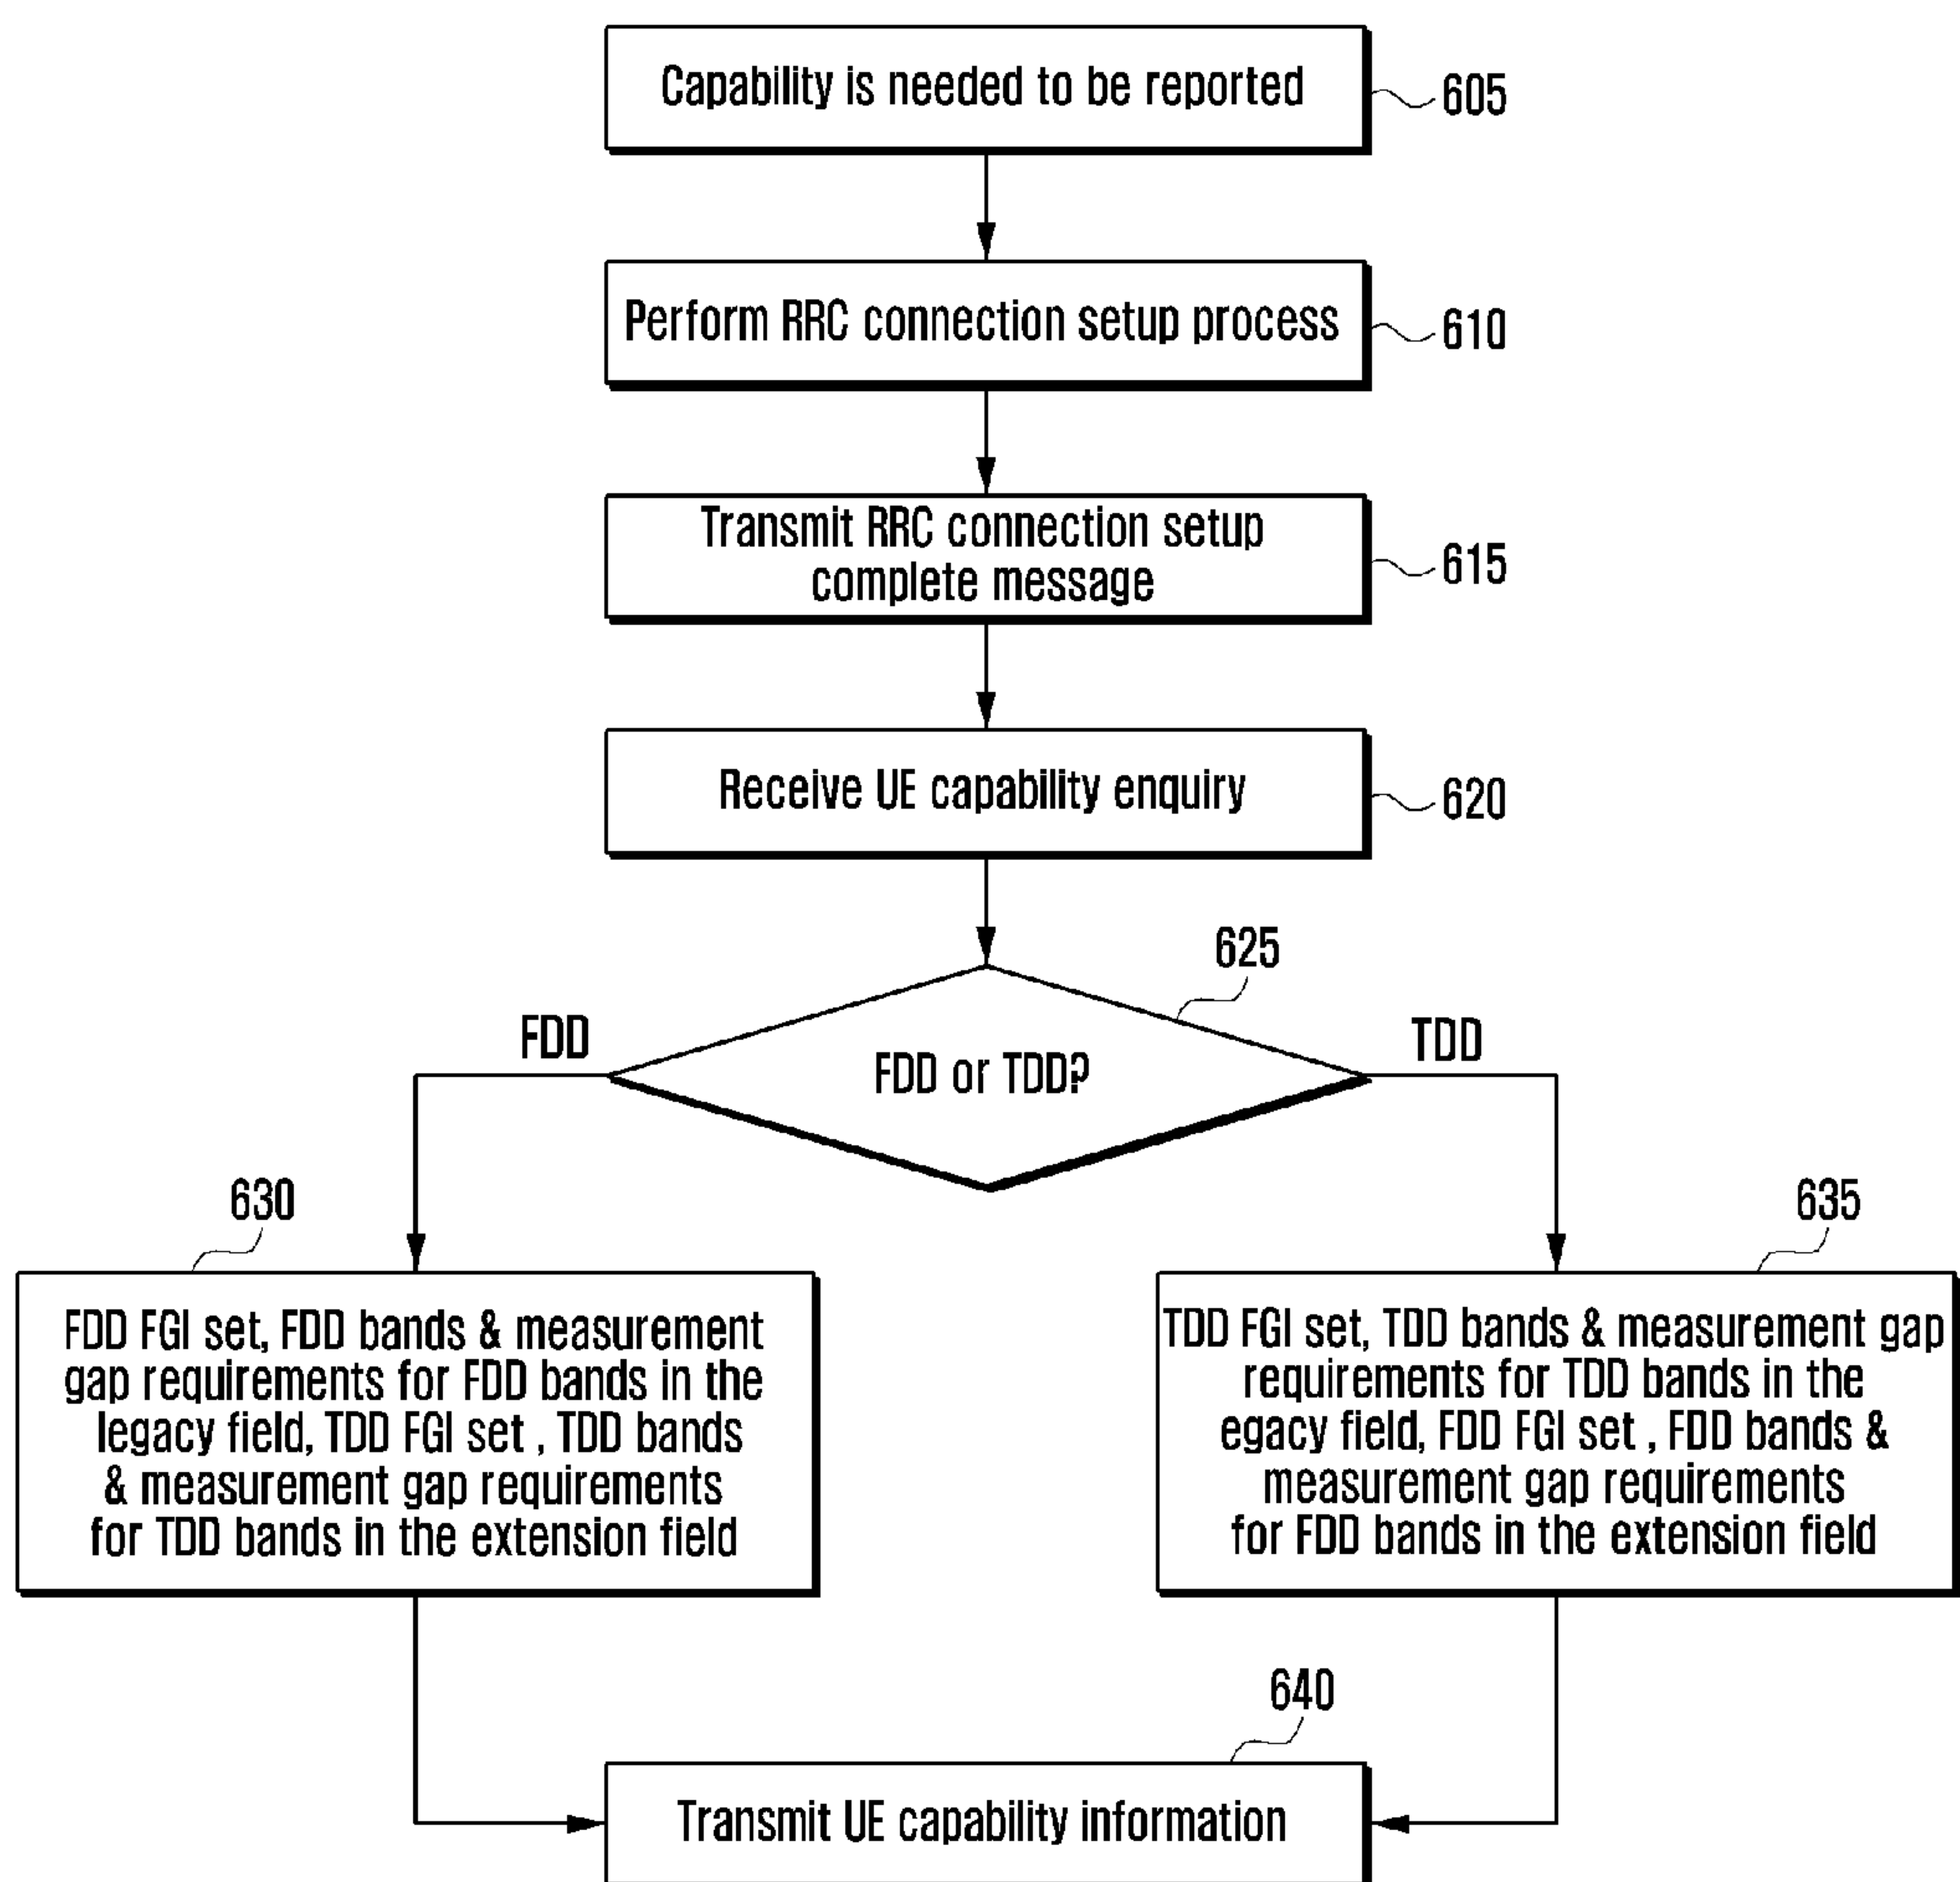 Capability is needed to be reported
605
Perform RRC connection setup process
610
Transmit RRC connection setup
complete message
615
Receive UE capability enquiry
620
625
FDD
FDD or TDD?
TDD
630
FDD FGI set, FDD bands & measurement
gap requirements for FDD bands in the
legacy field, TDD FGI set , TDD bands
& measurement gap requirements
for TDD bands in the extension field
635
TDD FGI set, TDD bands & measurement gap
requirements for TDD bands in the
egacy field, FDD FGI set , FDD bands &
measurement gap requirements
for FDD bands in the extension field
640
Transmit UE capability information